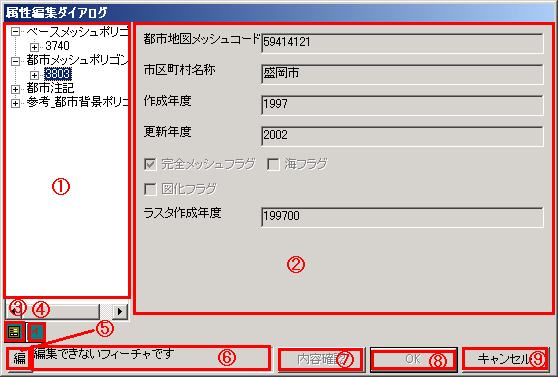 属性編集ダイアログ
ベースメッシュポリゴ
3740
都市メッシュポリゴン
3803
都市注記
参考_都市背景ポリゴ
①
都市地図メッシュコード 59414121
市区町村名称 盛岡市
作成年度 1997
更新年度 2002
完全メッシュフラグ 海フラグ
図化フラグ
ラスタ作成年度 199700
②
③ ④
⑤
編 編集できないフィーチャです ⑥
内容確認 ⑦
OK ⑧
キャンセル ⑨